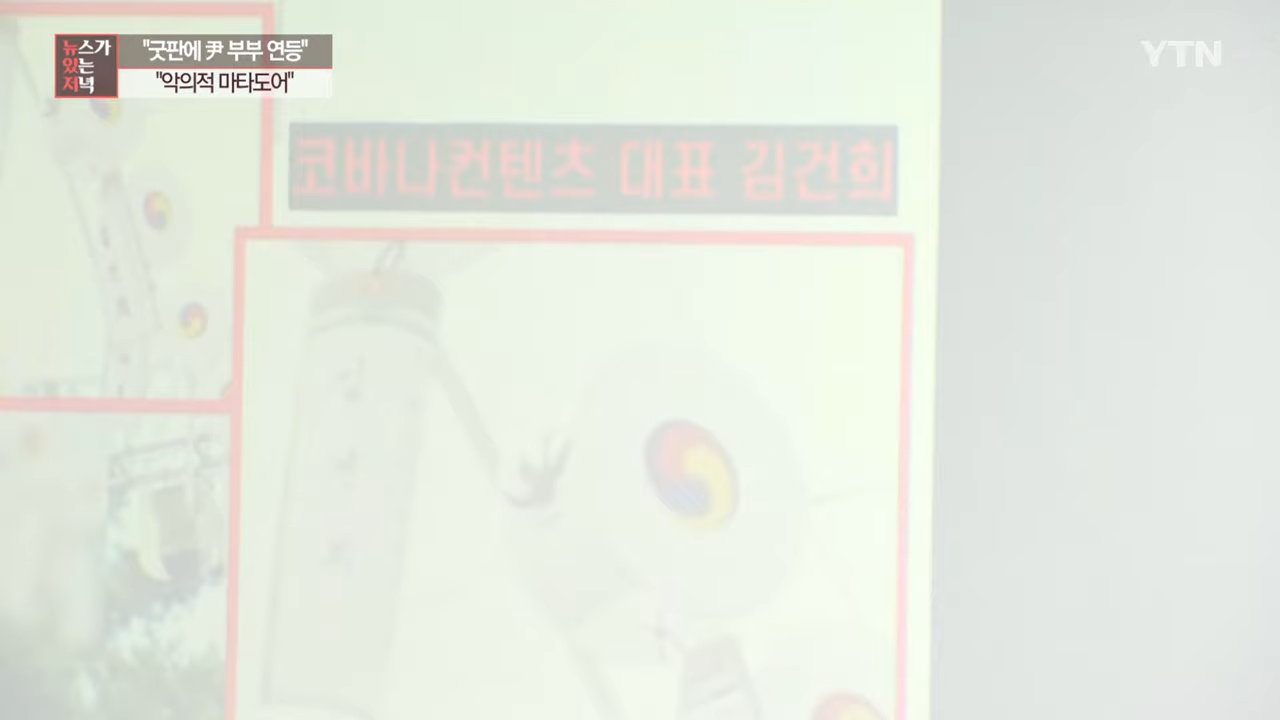 뉴스가
있는
저녁
"굿판에 尹 부부 연등"
"악의적 마타도어"
YTN
코바나컨텐츠 대표 김건희